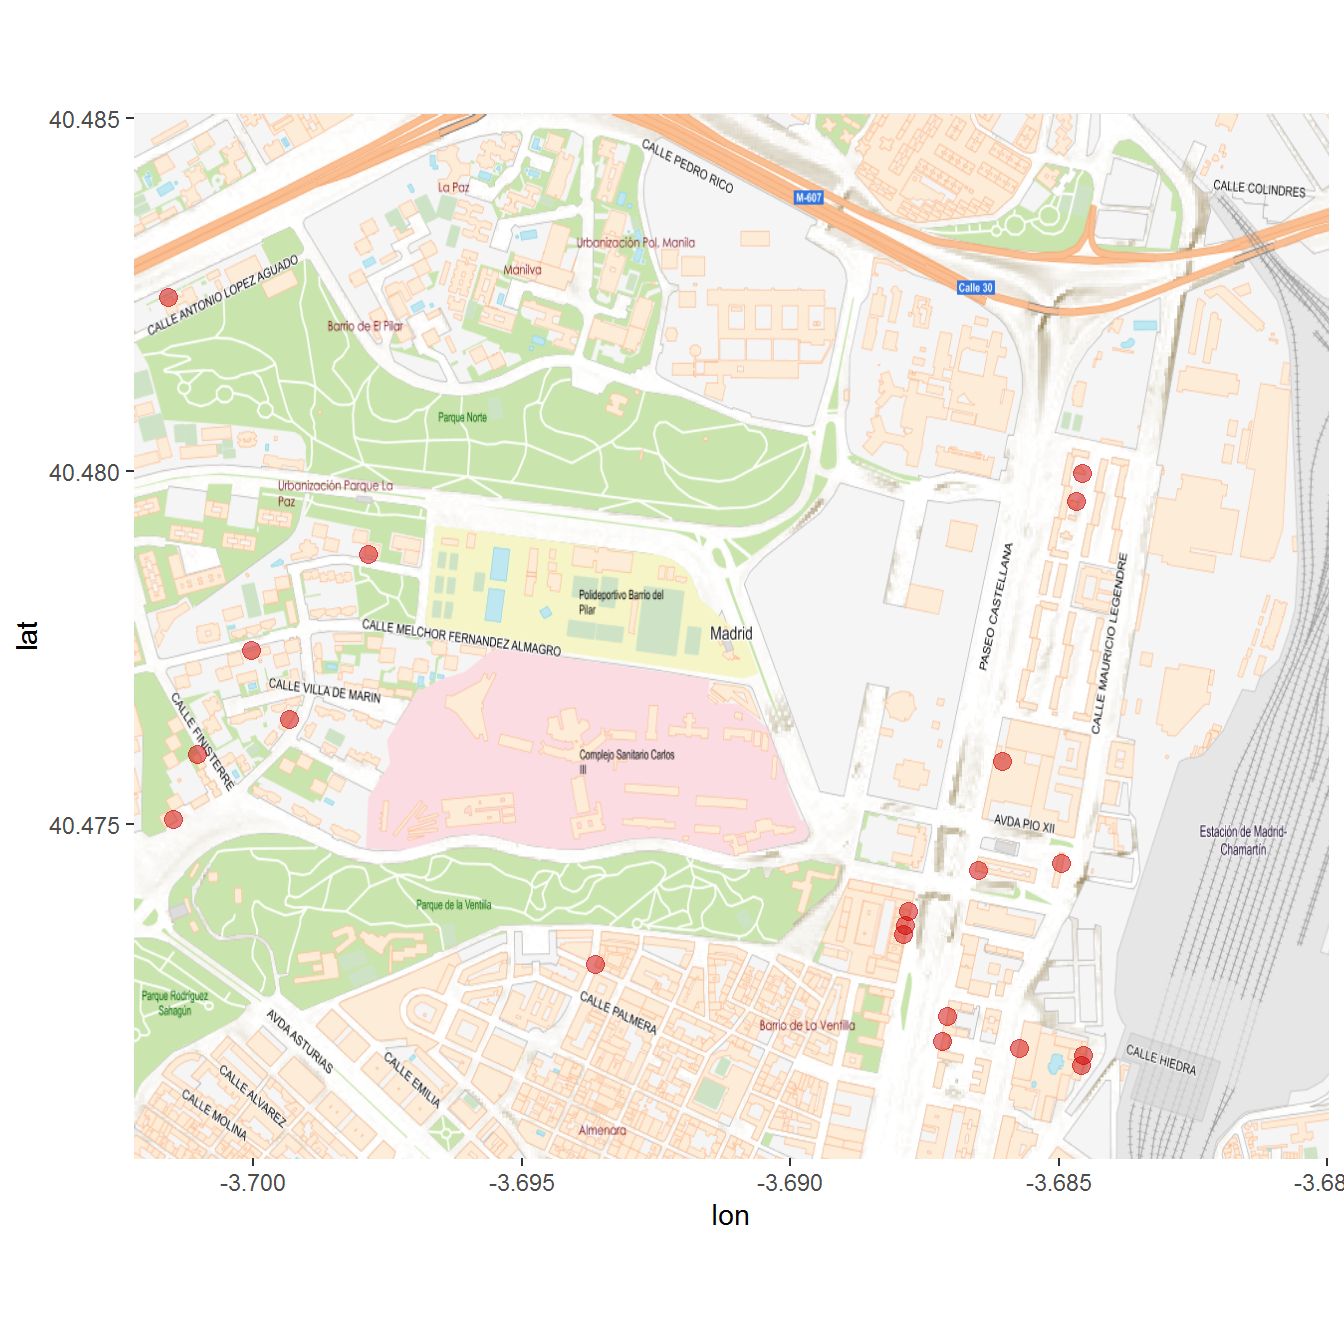 40.485
40.480
40.475
lat
CALLE PEDRO RICO
CALLE COLINDRES
La Paz
M-607
Urbanización Pol. Manila
Manilva
CALLE ANTONIO LOPEZ AGUADO
Calle 30
Barrio de El Pilar
Parque Norte
Urbanización Parque La
Paz
Polideportivo Barrio del
Pilar
PASEO CASTELLANA
CALLE MAURICIO LEGENDRE
CALLE MELCHOR FERNANDEZ ALMAGRO
Madrid
CALLE VILLA DE MARIN
CALLE FINISTERRE
Complejo Sanitario Carlos
III
AVDA PIO XII
Estación de Madrid-
Chamartín
Parque de la Ventilla
Parque Rodríguez
Sahagún
CALLE PALMERA
Barrio de La Ventilla
AVDA ASTURIAS
CALLE EMILIA
CALLE ALVAREZ
CALLE MOLINA
CALLE HIEDRA
Almenara
-3.700
-3.695
-3.690
-3.685
-3.68
lon